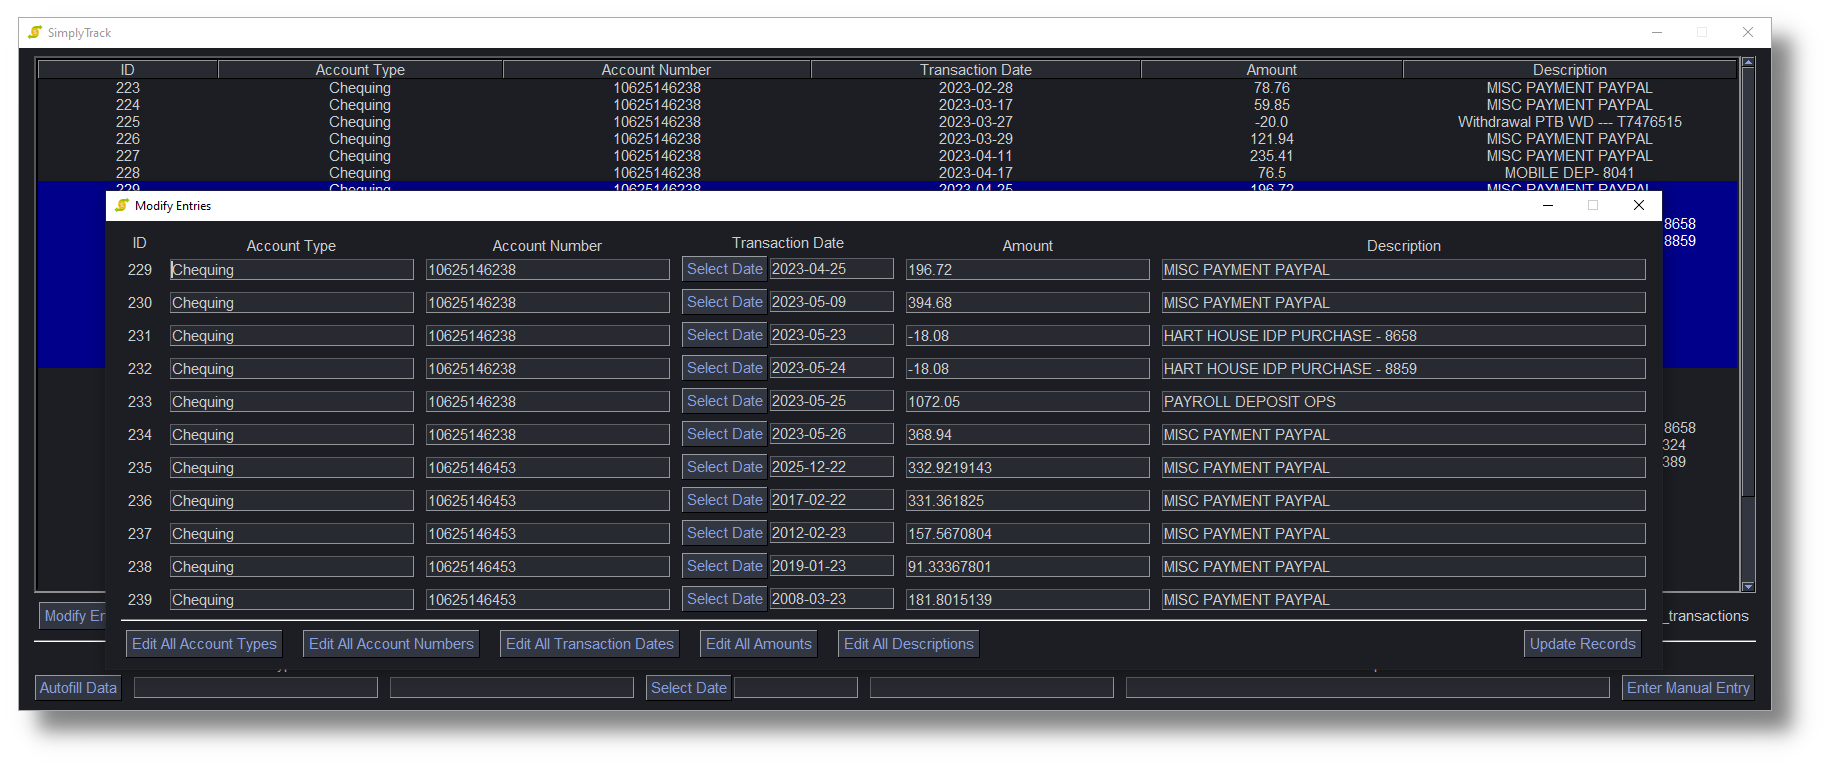 SimplyTrack
ID Account Type Account Number Transaction Date Amount Description
223 Chequing 10625146238 2023-02-28 78.76 MISC PAYMENT PAYPAL
224 Chequing 10625146238 2023-03-17 59.85 MISC PAYMENT PAYPAL
225 Chequing 10625146238 2023-03-27 -20.0 Withdrawal PTB WD --- T7476515
226 Chequing 10625146238 2023-03-29 121.94 MISC PAYMENT PAYPAL
227 Chequing 10625146238 2023-04-11 235.41 MISC PAYMENT PAYPAL
228 Chequing 10625146238 2023-04-17 76.5 MOBILE DEP- 8041
229 Chequing 10625146238 2023-04-25 196.72 MISC PAYMENT PAYPAL
Modify Entries
8658
8859
ID Account Type Account Number Transaction Date Amount Description
229 Chequing 10625146238 Select Date 2023-04-25 196.72 MISC PAYMENT PAYPAL
230 Chequing 10625146238 Select Date 2023-05-09 394.68 MISC PAYMENT PAYPAL
231 Chequing 10625146238 Select Date 2023-05-23 -18.08 HART HOUSE IDP PURCHASE - 8658
232 Chequing 10625146238 Select Date 2023-05-24 -18.08 HART HOUSE IDP PURCHASE - 8859
233 Chequing 10625146238 Select Date 2023-05-25 1072.05 PAYROLL DEPOSIT OPS
234 Chequing 10625146238 Select Date 2023-05-26 368.94 MISC PAYMENT PAYPAL
8658
324
235 Chequing 10625146453 Select Date 2025-12-22 332.9219143 MISC PAYMENT PAYPAL
389
236 Chequing 10625146453 Select Date 2017-02-22 331.361825 MISC PAYMENT PAYPAL
237 Chequing 10625146453 Select Date 2012-02-23 157.5670804 MISC PAYMENT PAYPAL
238 Chequing 10625146453 Select Date 2019-01-23 91.33367801 MISC PAYMENT PAYPAL
239 Chequing 10625146453 Select Date 2008-03-23 181.8015139 MISC PAYMENT PAYPAL
Modify En
_transactions
Edit All Account Types Edit All Account Numbers Edit All Transaction Dates Edit All Amounts Edit All Descriptions Update Records
Autofill Data Select Date Enter Manual Entry